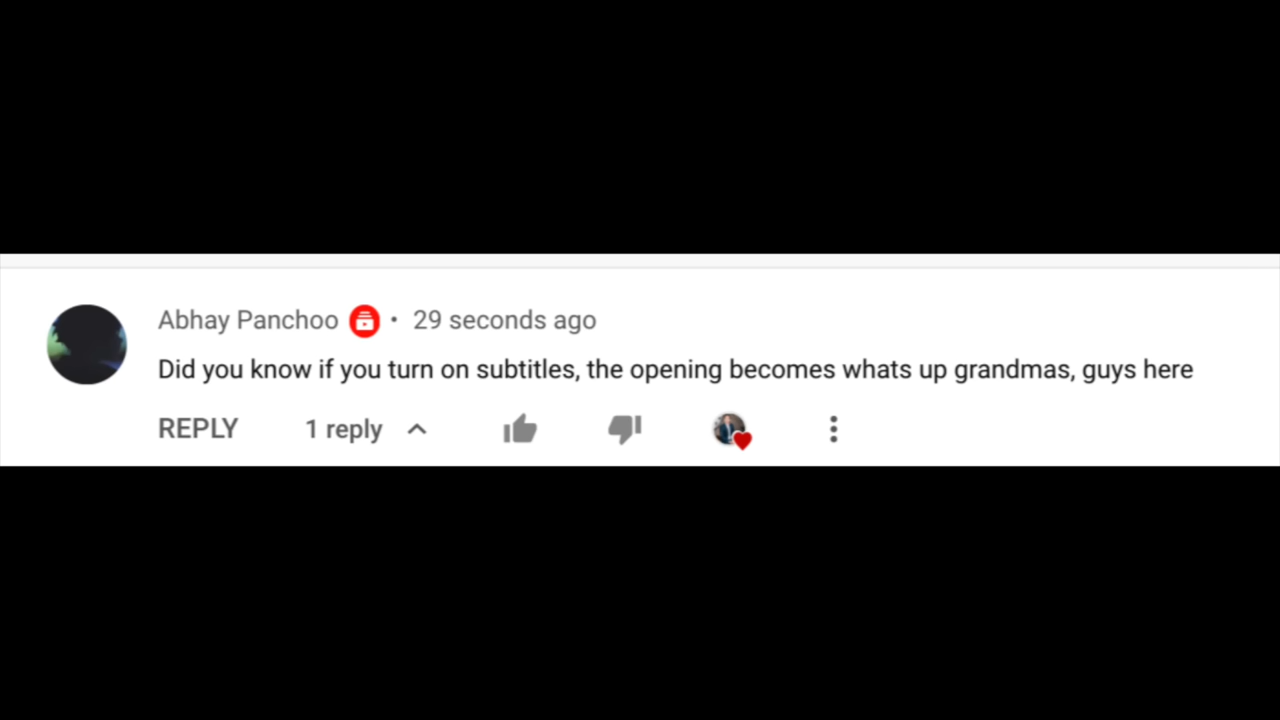 Abhay Panchoo • 29 seconds ago
Did you know if you turn on subtitles, the opening becomes whats up grandmas, guys here
REPLY 1 reply